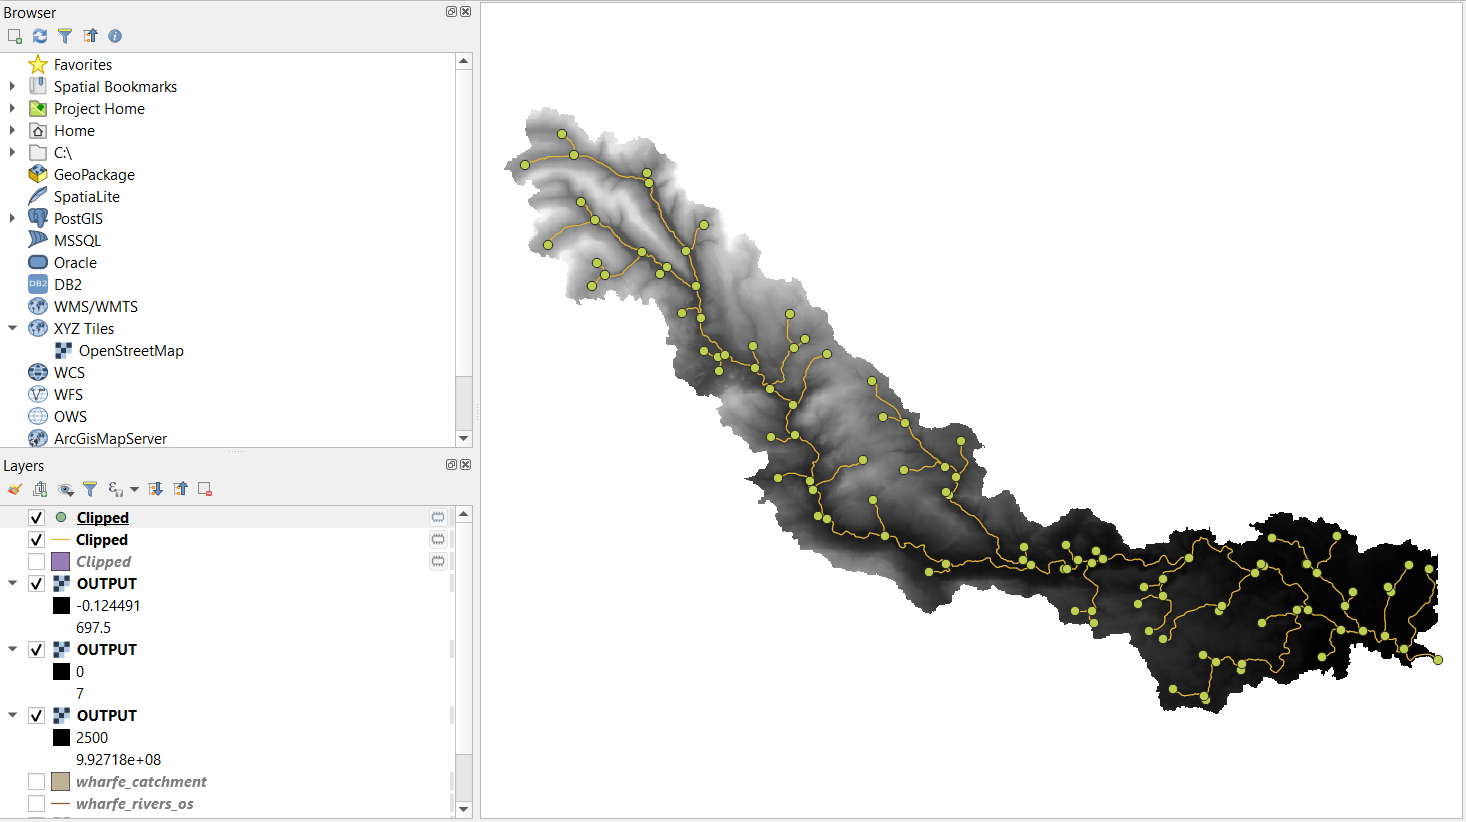 Browser
Favorites
Spatial Bookmarks
Project Home
Home
C:\
GeoPackage
SpatiaLite
PostGIS
MSSQL
Oracle
DB2
DB2
WMS/WMTS
XYZ Tiles
OpenStreetMap
WCS
WFS
OWS
ArcGisMapServer
Layers
Clipped
Clipped
Clipped
OUTPUT
-0.124491
697.5
OUTPUT
0
7
OUTPUT
2500
9.92718e+08
wharfe_catchment
wharfe_rivers_os